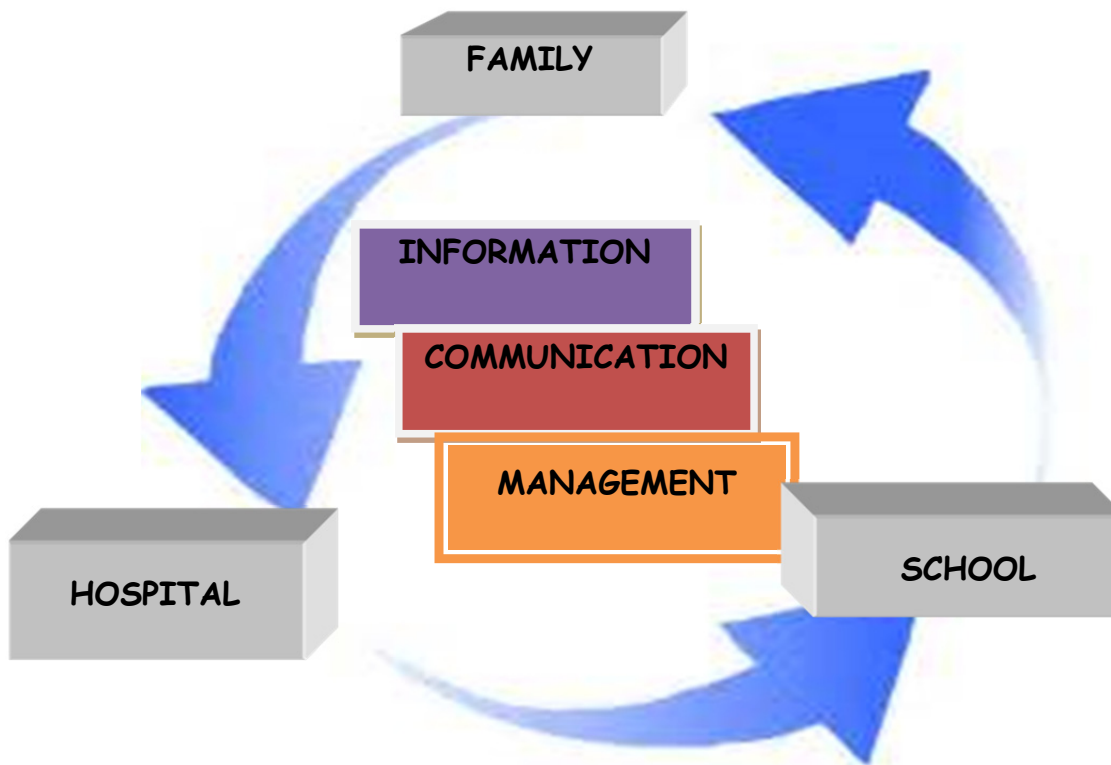 FAMILY
INFORMATION
COMMUNICATION
MANAGEMENT
SCHOOL
HOSPITAL